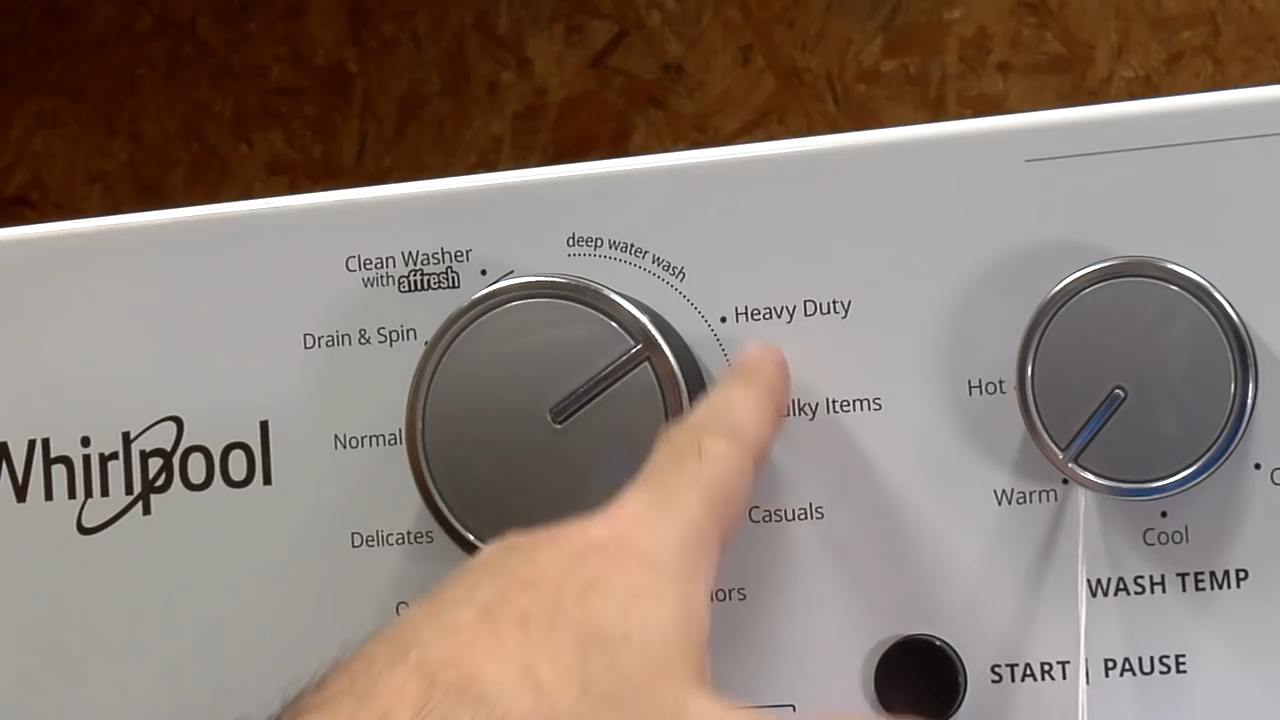 deep water wash
Clean Washer
with affresh
Heavy Duty
Drain & Spin
Hot
Items
Whirlpool
Normal
Warm
Casuals
Delicates
Cool
WASH TEMP
START | PAUSE